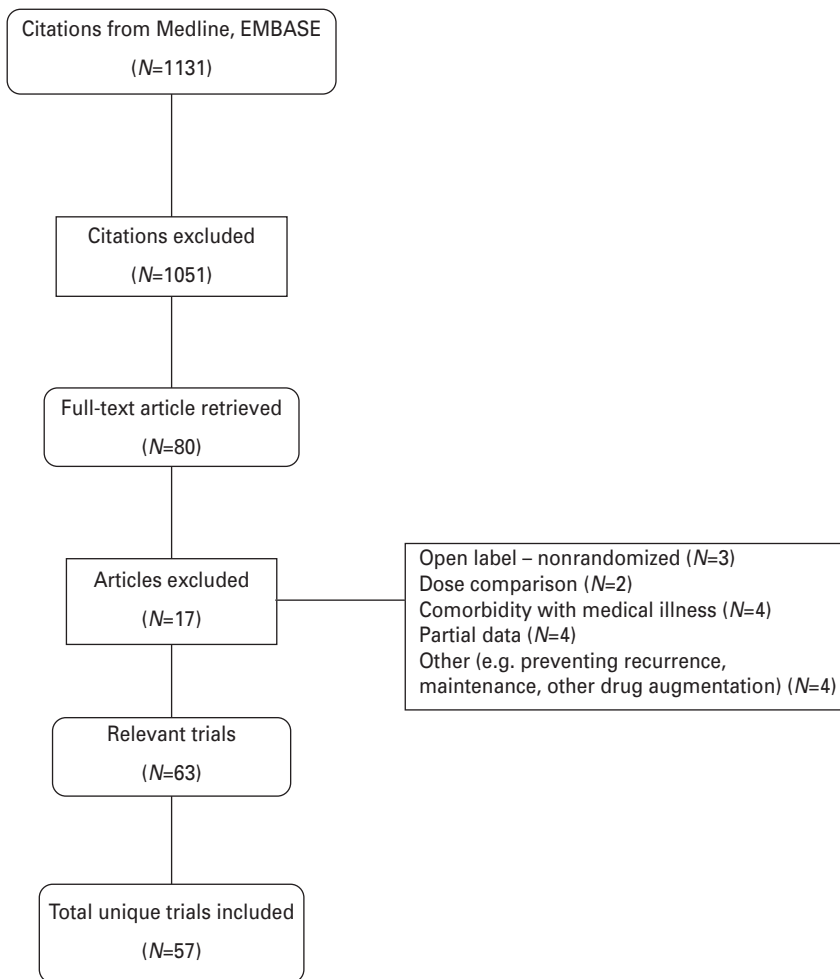 Citations from Medline, EMBASE
(N=1131)
Citations excluded
(N=1051)
Full-text article retrieved
(N=80)
Articles excluded
(N=17)
Open label – nonrandomized (N=3)
Dose comparison (N=2)
Comorbidity with medical illness (N=4)
Partial data (N=4)
Other (e.g. preventing recurrence,
maintenance, other drug augmentation) (N=4)
Relevant trials
(N=63)
Total unique trials included
(N=57)